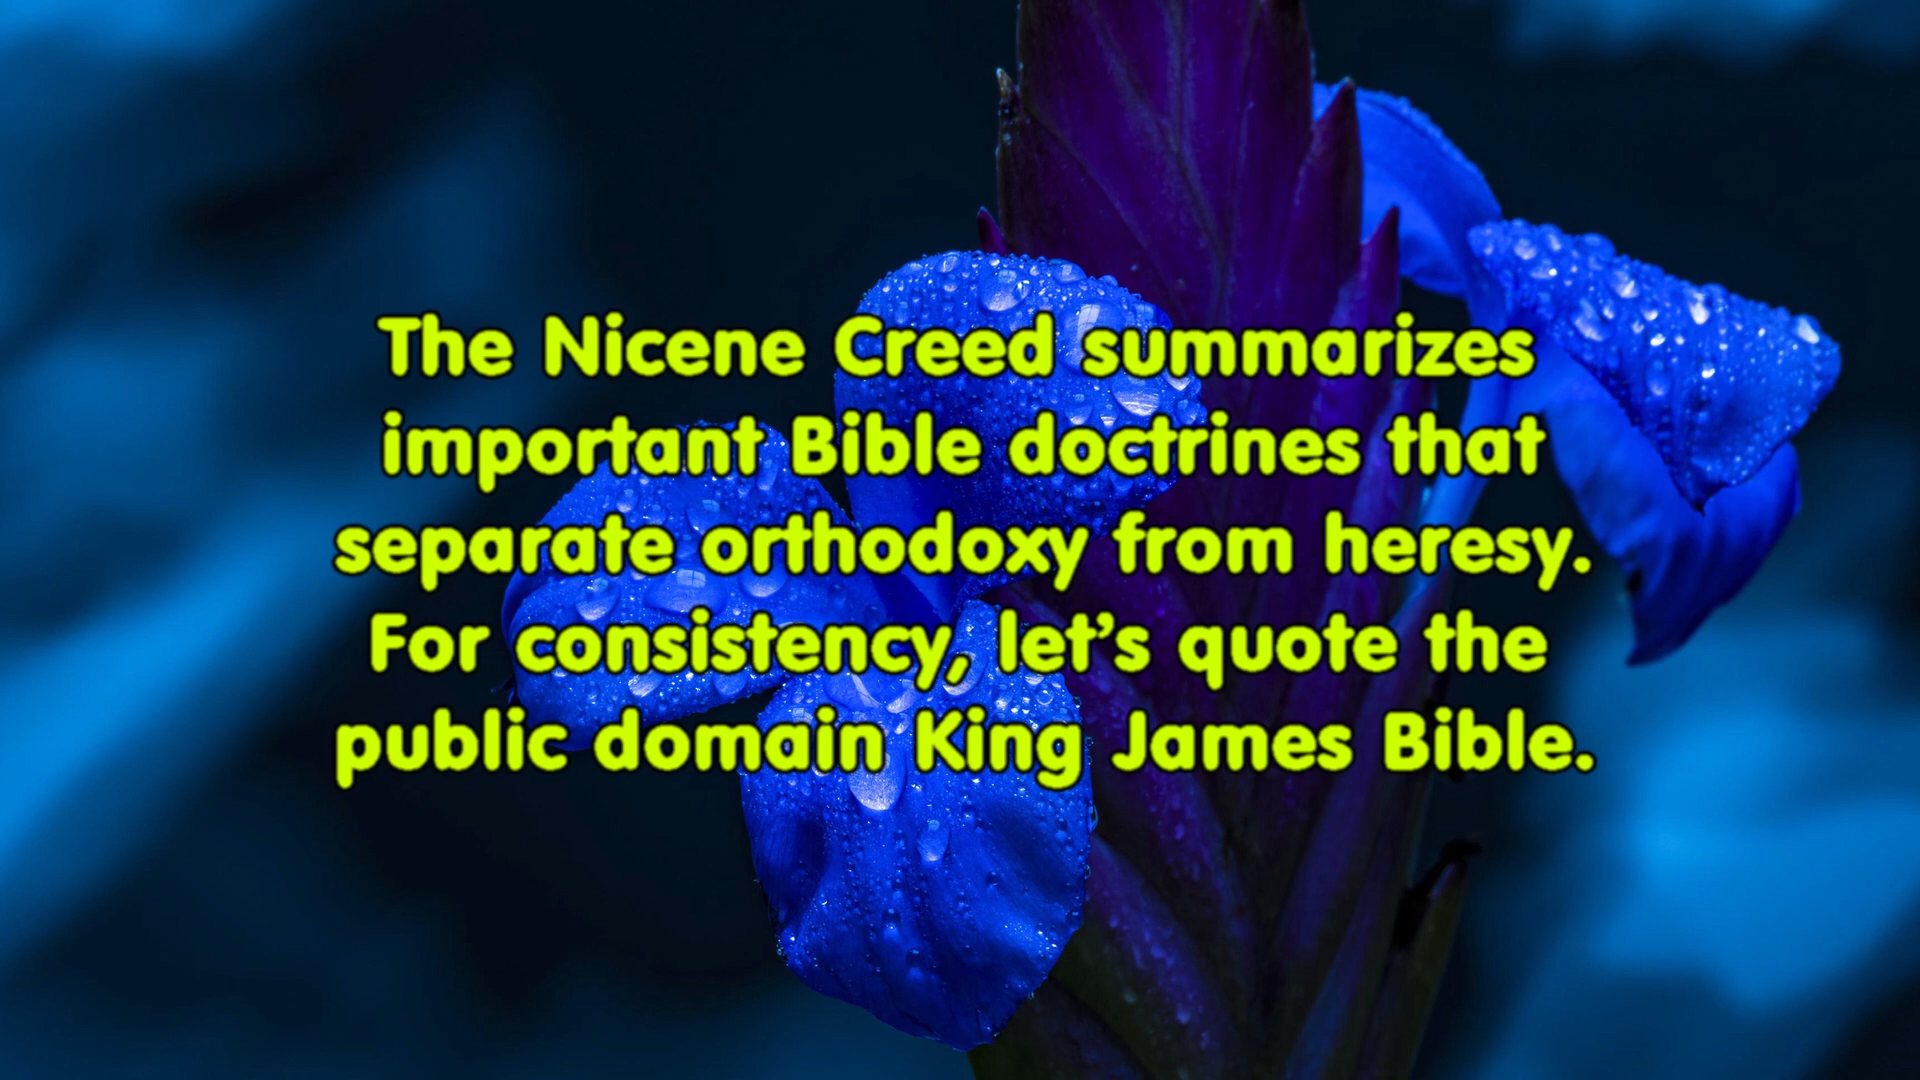 The Nicene Creed summarizes
important Bible doctrines that
separate orthodoxy from heresy.
For consistency, let’s quote the
public domain King James Bible.